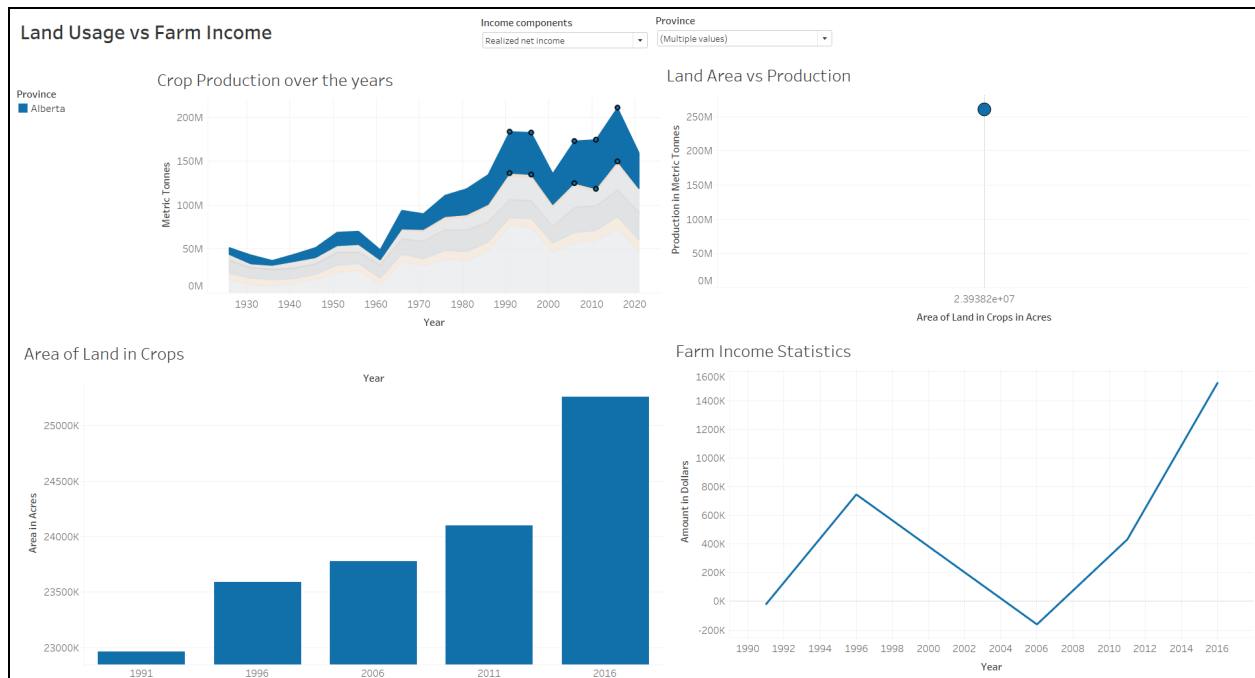 Land Usage vs Farm Income
Income components
Realized net income
Province
(Multiple values)
Province
Alberta
Crop Production over the years
Metric Tonnes
200M
150M
100M
50M
0M
1930 1940 1950 1960 1970 1980 1990 2000 2010 2020
Year
Land Area vs Production
Production in Metric Tonnes
250M
200M
150M
100M
50M
0M
2.39382e+07
Area of Land in Crops in Acres
Area of Land in Crops
Year
Area in Acres
25000K
24500K
24000K
23500K
23000K
1991 1996 2006 2011 2016
Farm Income Statistics
Amount in Dollars
1600K
1400K
1200K
1000K
800K
600K
400K
200K
0K
-200K
1990 1992 1994 1996 1998 2000 2002 2004 2006 2008 2010 2012 2014 2016
Year